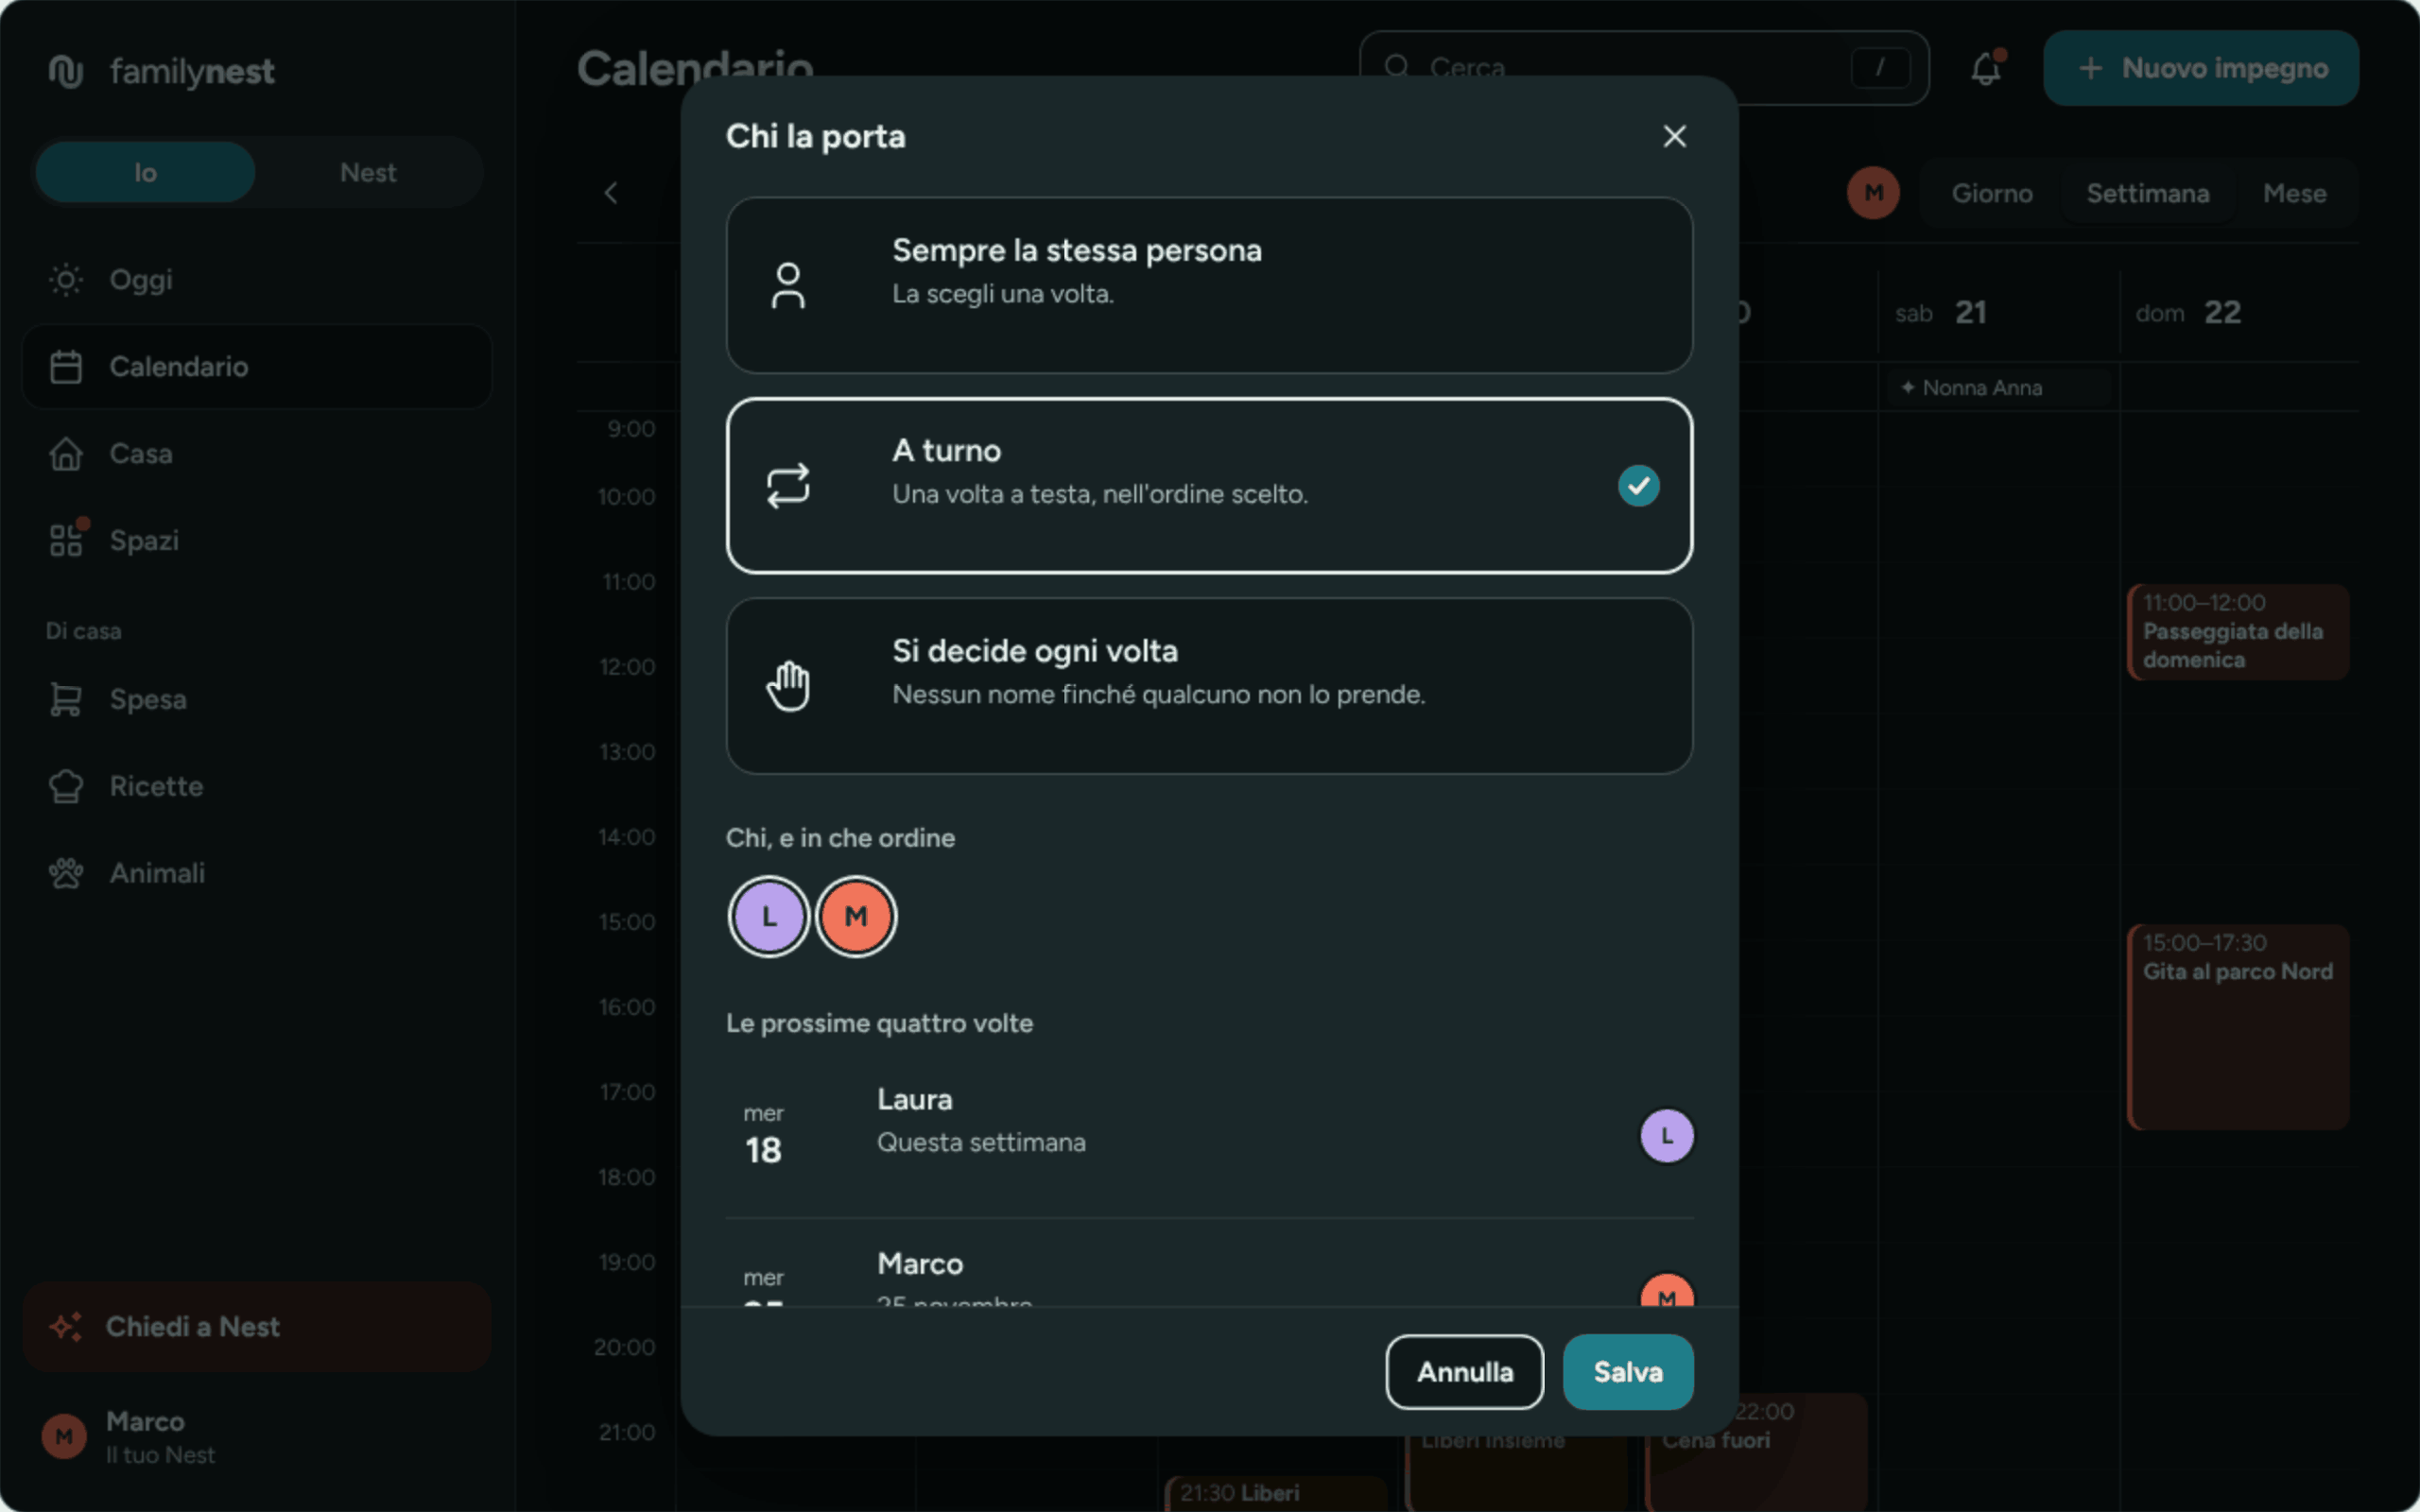 familynest
Io
Nest
Oggi
Calendario
Casa
Spazi
Di casa
Spesa
Ricette
Animali
Chiedi a Nest
M
Marco
Il tuo Nest
Calendario
Cerca
/
+ Nuovo impegno
M
Giorno
Settimana
Mese
sab 21
dom 22
Nonna Anna
9:00
10:00
11:00
12:00
13:00
14:00
15:00
16:00
17:00
18:00
19:00
20:00
21:00
11:00–12:00
Passeggiata della
domenica
15:00–17:30
Gita al parco Nord
Chi la porta
Sempre la stessa persona
La scegli una volta.
A turno
Una volta a testa, nell'ordine scelto.
Si decide ogni volta
Nessun nome finché qualcuno non lo prende.
Chi, e in che ordine
L
M
Le prossime quattro volte
mer
18
Laura
Questa settimana
L
mer
Marco
25 novembre
M
Annulla
Salva
22:00
Liberi insieme
Cena fuori
21:30 Liberi